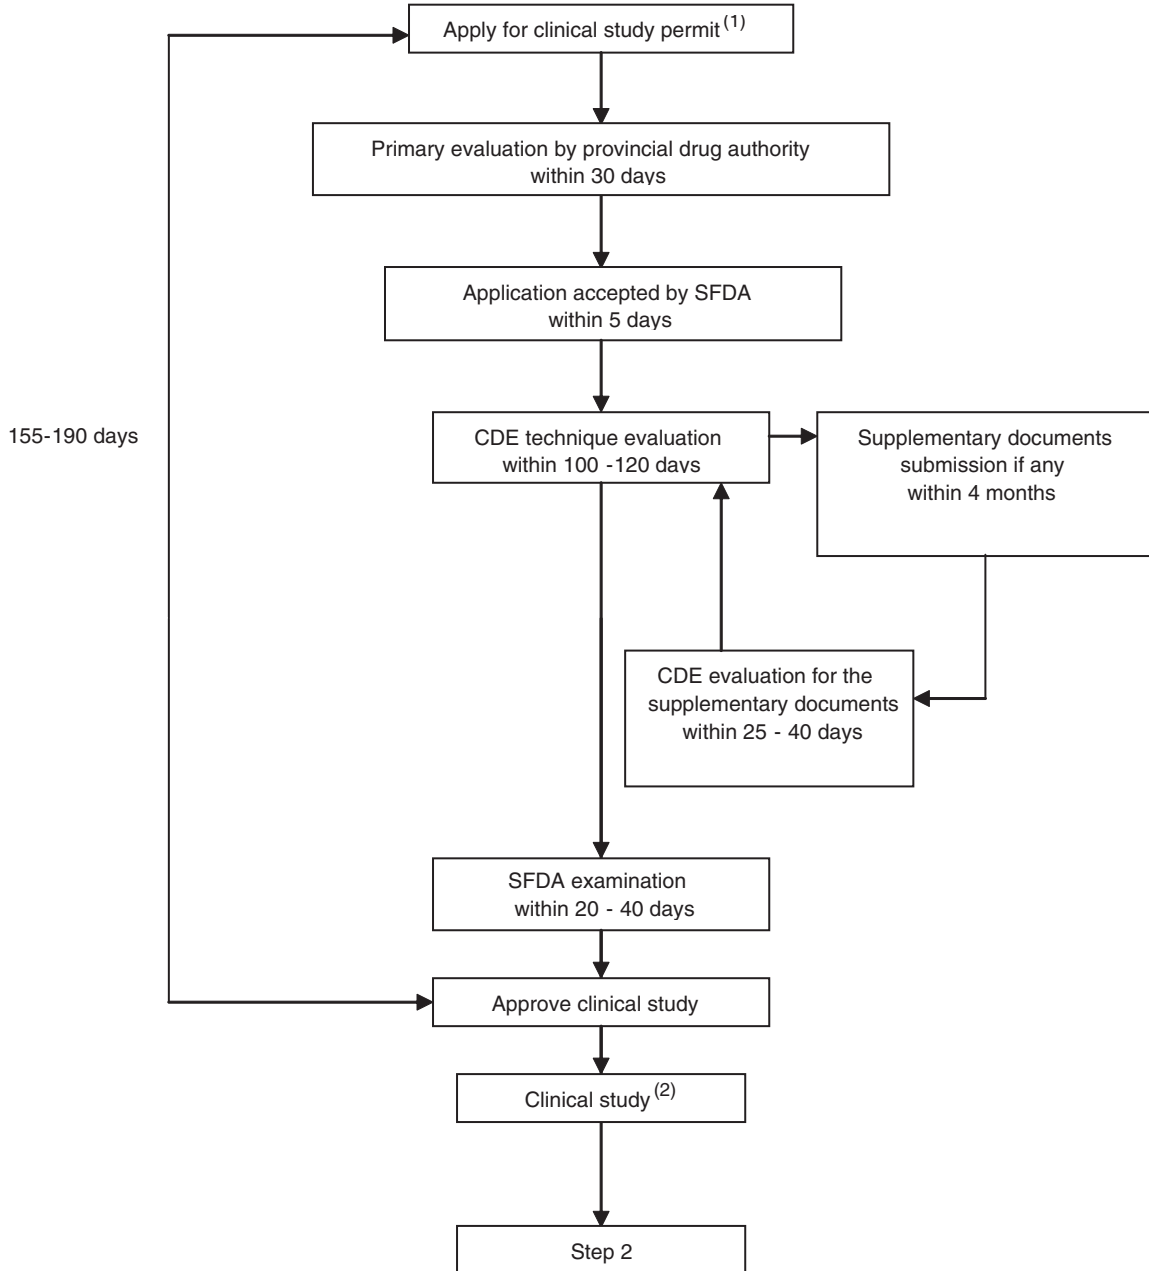 Apply for clinical study permit(1)
Primary evaluation by provincial drug authority
within 30 days
Application accepted by SFDA
within 5 days
155-190 days
CDE technique evaluation
within 100 -120 days
Supplementary documents
submission if any
within 4 months
CDE evaluation for the
supplementary documents
within 25 - 40 days
SFDA examination
within 20 - 40 days
Approve clinical study
Clinical study(2)
Step 2